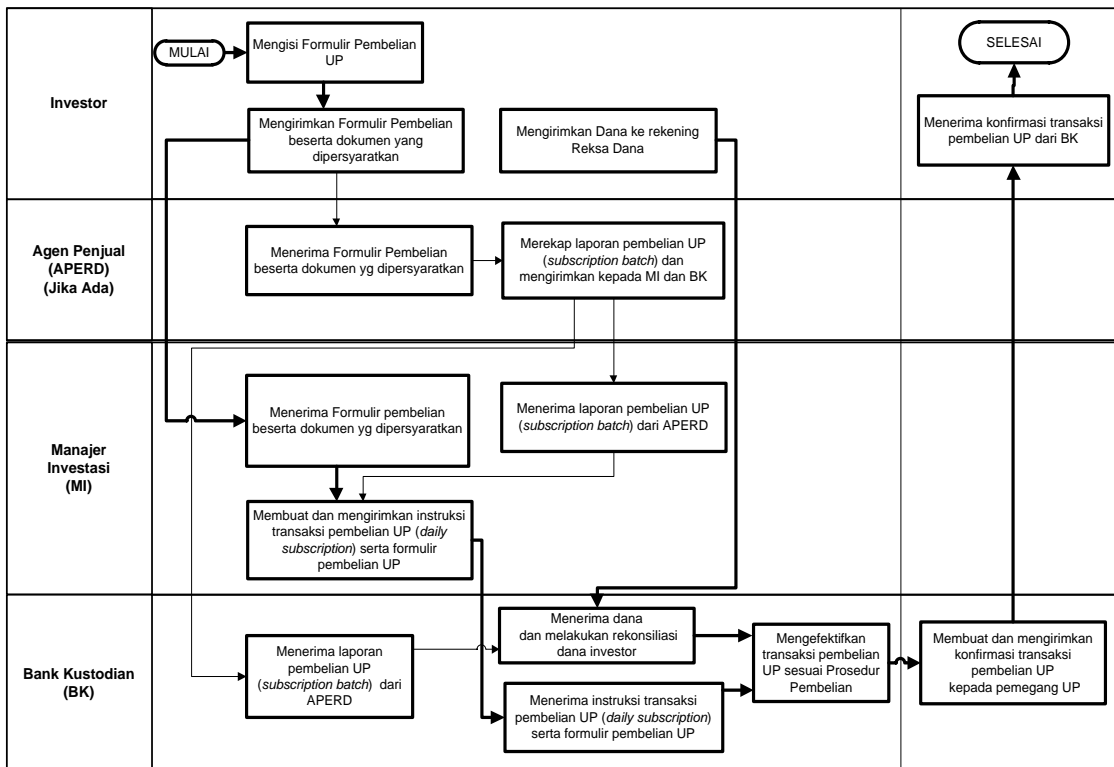 Investor
MULAI
Mengisi Formulir Pembelian
UP
Mengirimkan Formulir Pembelian
beserta dokumen yang
dipersyaratkan
Mengirimkan Dana ke rekening
Reksa Dana
SELESAI
Menerima konfirmasi transaksi
pembelian UP dari BK
Agen Penjual
(APERD)
(Jika Ada)
Menerima Formulir Pembelian
beserta dokumen yg dipersyaratkan
Merekap laporan pembelian UP
(subscription batch) dan
mengirimkan kepada MI dan BK
Manajer
Investasi
(MI)
Menerima Formulir pembelian
beserta dokumen yg dipersyaratkan
Menerima laporan pembelian UP
(subscription batch) dari APERD
Membuat dan mengirimkan instruksi
transaksi pembelian UP (daily
subscription) serta formulir
pembelian UP
Bank Kustodian
(BK)
Menerima laporan
pembelian UP
(subscription batch) dari
APERD
Menerima dana
dan melakukan rekonsiliasi
dana investor
Menerima instruksi transaksi
pembelian UP (daily subscription)
serta formulir pembelian UP
Mengefektifkan
transaksi pembelian
UP sesuai Prosedur
Pembelian
Membuat dan mengirimkan
konfirmasi transaksi
pembelian UP
kepada pemegang UP